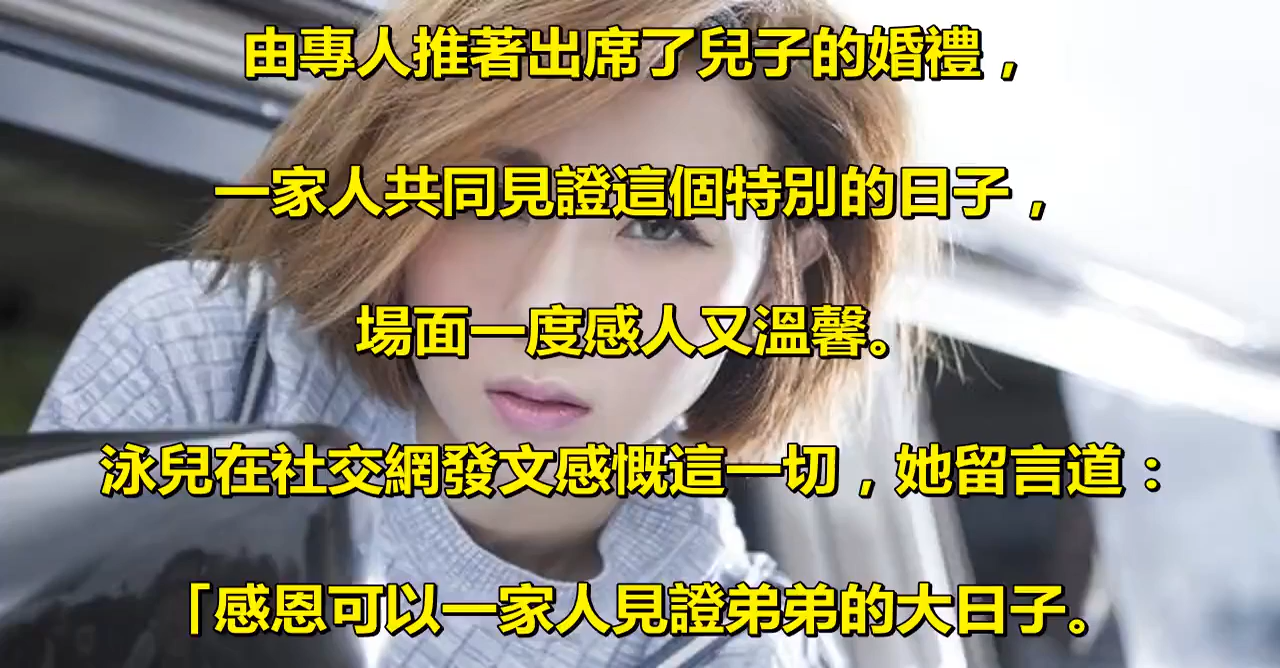 由專人推著出席了兒子的婚禮，
一家人共同見證這個特別的日子，
場面一度感人又溫馨。
泳兒在社交網發文感慨這一切，她留言道：
「感恩可以一家人見證弟弟的大日子。